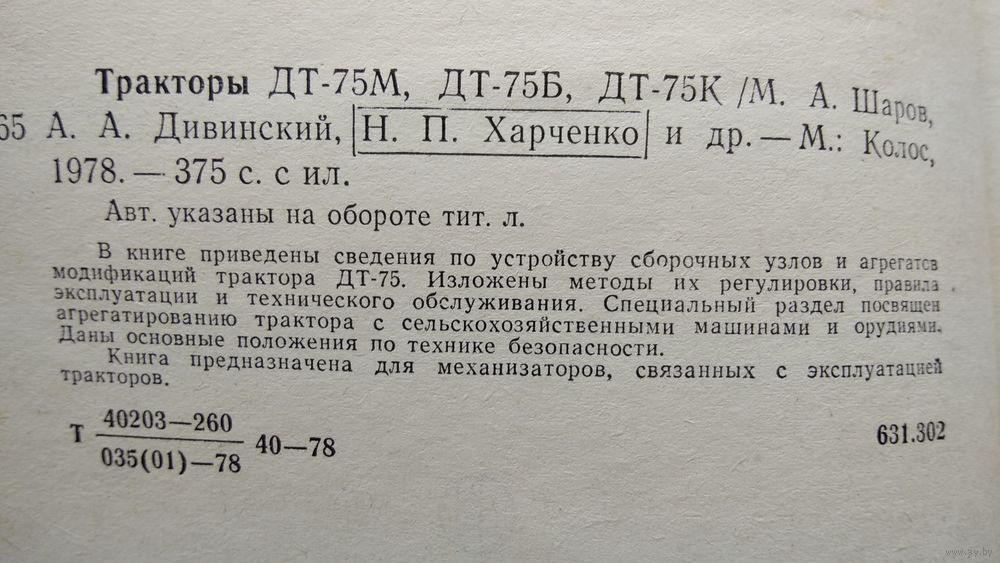 Тракторы ДТ-75М, ДТ-75Б, ДТ-75К /М. А. Шаров,
65 А. А. Дивинский, Н. П. Харченко и др. — М.: Колос,
1978. — 375 с. с ил.
Авт. указаны на обороте тит. л.
В книге приведены сведения по устройству сборочных узлов и агрегатов
модификаций трактора ДТ-75. Изложены методы их регулировки, правила
эксплуатации и технического обслуживания. Специальный раздел посвящен
агрегатированию трактора с сельскохозяйственными машинами и орудиями.
Даны основные положения по технике безопасности.
Книга предназначена для механизаторов, связанных с эксплуатацией
тракторов.
Т 40203—260
035(01)—78 40—78
631.302
www.ay.by